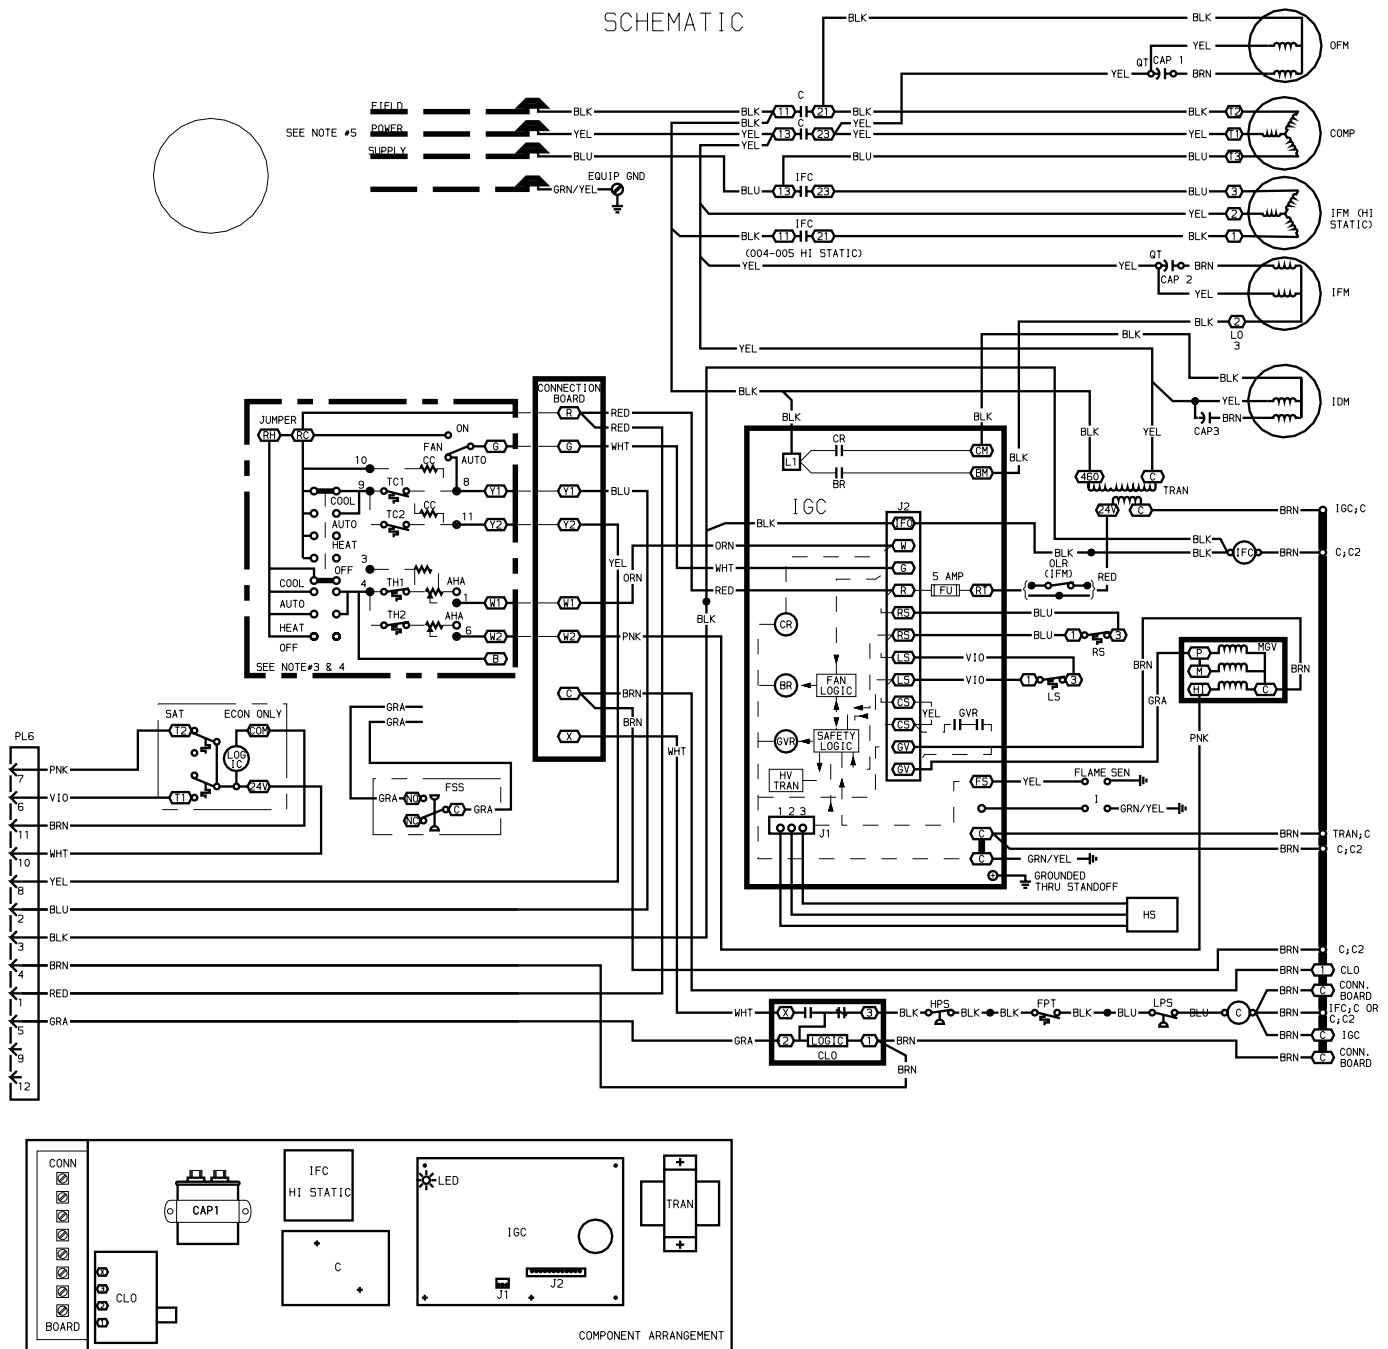 SCHEMATIC
BLK BLK
YEL OFM
QT CAP 1
YEL BRN
FIELD
BLK BLK 11 C 21 BLK BLK T2
SEE NOTE #5 POWER
BLK YEL
YEL YEL 13 C 23 YEL YEL T1 COMP
YEL
SUPPLY
BLU BLU BLU T3
EQUIP GND
GRN/YEL
BLU 13 IFC 23 BLU BLU 3
YEL 2 IFM (HI
STATIC)
BLK 11 IFC 21 BLK BLK 1
(004-005 HI STATIC)
YEL YEL QT BRN
CAP 2
YEL IFM
BLK 2
LO
3
BLK
YEL
BLK BLK
YEL IDM
BRN
CAP3
BLK BLK BLK YEL
CONNECTION
BOARD
JUMPER
RH RC ON
R RED
RED
FAN G G WHT
AUTO
10 CC
9 TC1 8 Y1 Y1 BLU
COOL
CC
TC2 11 Y2 Y2
AUTO
HEAT
3
OFF
YEL
ORN
COOL 4 TH1 AHA
1 W1 W1
AUTO
TH2 AHA
6 W2 W2 PNK
HEAT
OFF
B
SEE NOTE#3 & 4
C BRN
BRN
X WHT
IGC
CR CM
L1
BR BM BLK
460 C
TRAN
24V C BRN IGC;C
J2
BLK IFO BLK BLK
ORN W BLK BLK IFC BRN C;C2
WHT G OLR
(IFM)
RED R 5 AMP FU RT RED
BLK
RS BLU
CR RS BLU 1 3
RS
LS VIO
BR FAN
LOGIC LS VIO 1 3
LS
CS
YEL GVR
CS
GVR SAFETY
LOGIC GV
HV
TRAN GV
BRN
GRA
MGV
P
M
HI C
BRN
PNK
FS YEL FLAME SEN
I GRN/YEL
1 2 3
J1
C BRN TRAN;C
BRN C;C2
C GRN/YEL
GROUNDED
THRU STANDOFF
HS
GRA
GRA
SAT ECON ONLY
T2 COM
LOG
IC
T1 24V
FSS
GRA NO
NC C GRA
PL6
PNK
7
VIO
6
BRN
11
WHT
10
YEL
8
BLU
2
BLK
3
BRN
4
RED
1
GRA
5
9
12
BRN C;C2
BRN 1 CLO
BRN C CONN.
BOARD
WHT X 3 BLK HPS BLK BLK FPT BLK BLU LPS BLU C BRN IFC;C OR
C;C2
GRA 2 LOGIC 1 BRN BRN C IGC
CLO
BRN
BRN C CONN.
BOARD
CONN
BOARD
X
3
2
1
CLO
CAP1
IFC
HI STATIC
C
LED
IGC
J1
J2
TRAN
COMPONENT ARRANGEMENT